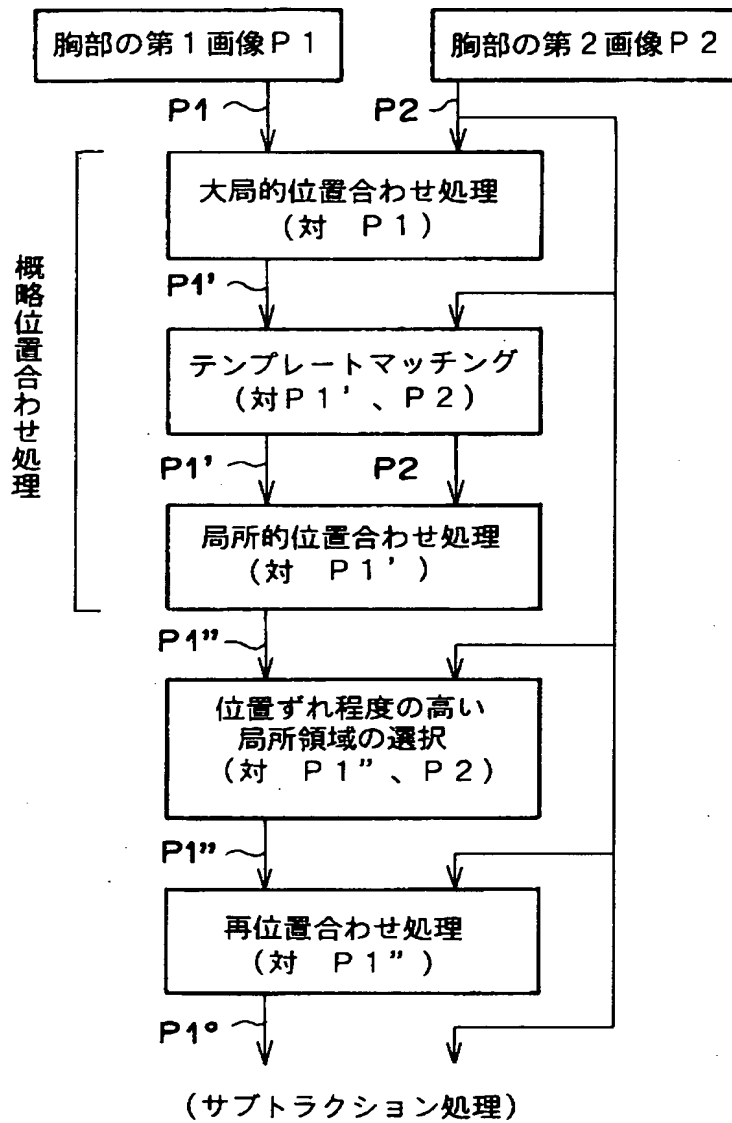 胸部の第1画像P1
胸部の第2画像P2
P1
P2
大局的位置合わせ処理
(対 P1)
P1'
テンプレートマッチング
(対P1'、P2)
P1'
P2
局所的位置合わせ処理
(対 P1')
概略位置合わせ処理
P1"
位置ずれ程度の高い
局所領域の選択
(対 P1"、P2)
P1"
再位置合わせ処理
(対 P1")
P1°
(サブトラクション処理)